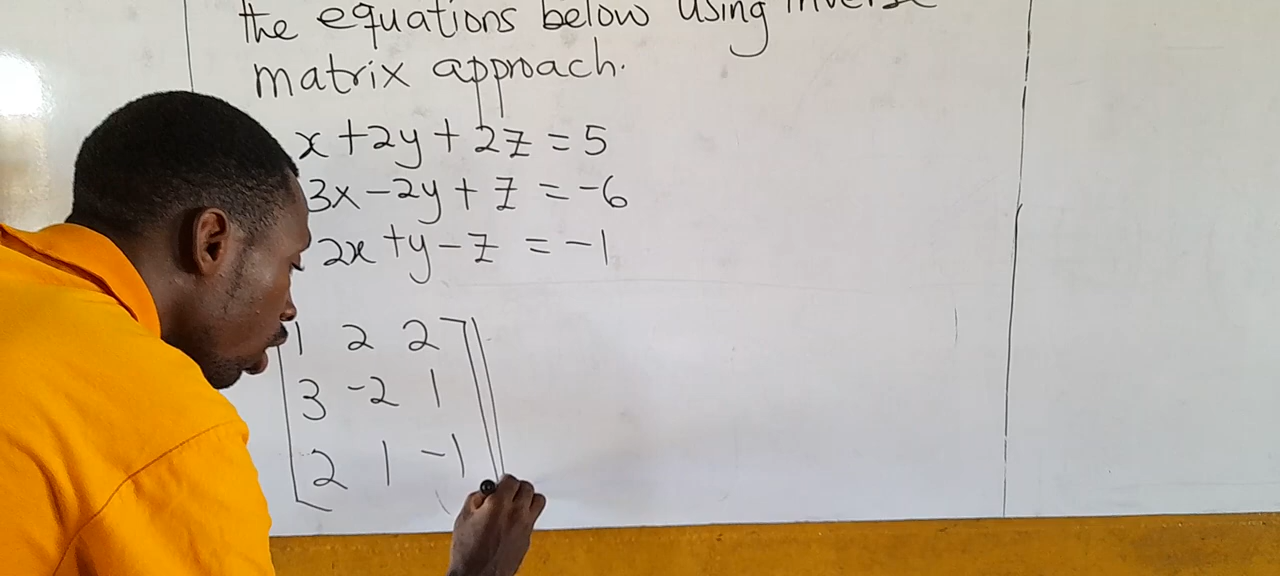 the equations below using inverse
matrix approach.
x + 2y + 2z = 5
3x - 2y + z = -6
2x + y - z = -1
1 2 2
3 -2 1
2 1 -1